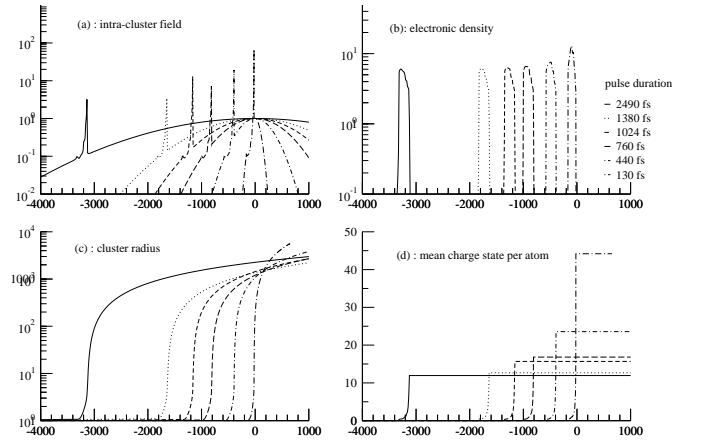 (a) : intra-cluster field
10²
10¹
10⁰
10⁻¹
10⁻²
-4000 -3000 -2000 -1000 0 1000
(b): electronic density
10¹
10⁰
10⁻¹
-4000 -3000 -2000 -1000 0 1000
pulse duration
2490 fs
1380 fs
1024 fs
760 fs
440 fs
130 fs
(c) : cluster radius
10⁴
1000
10²
10¹
10⁰
-4000 -3000 -2000 -1000 0 1000
(d) : mean charge state per atom
50
40
30
20
10
0
-4000 -3000 -2000 -1000 0 1000